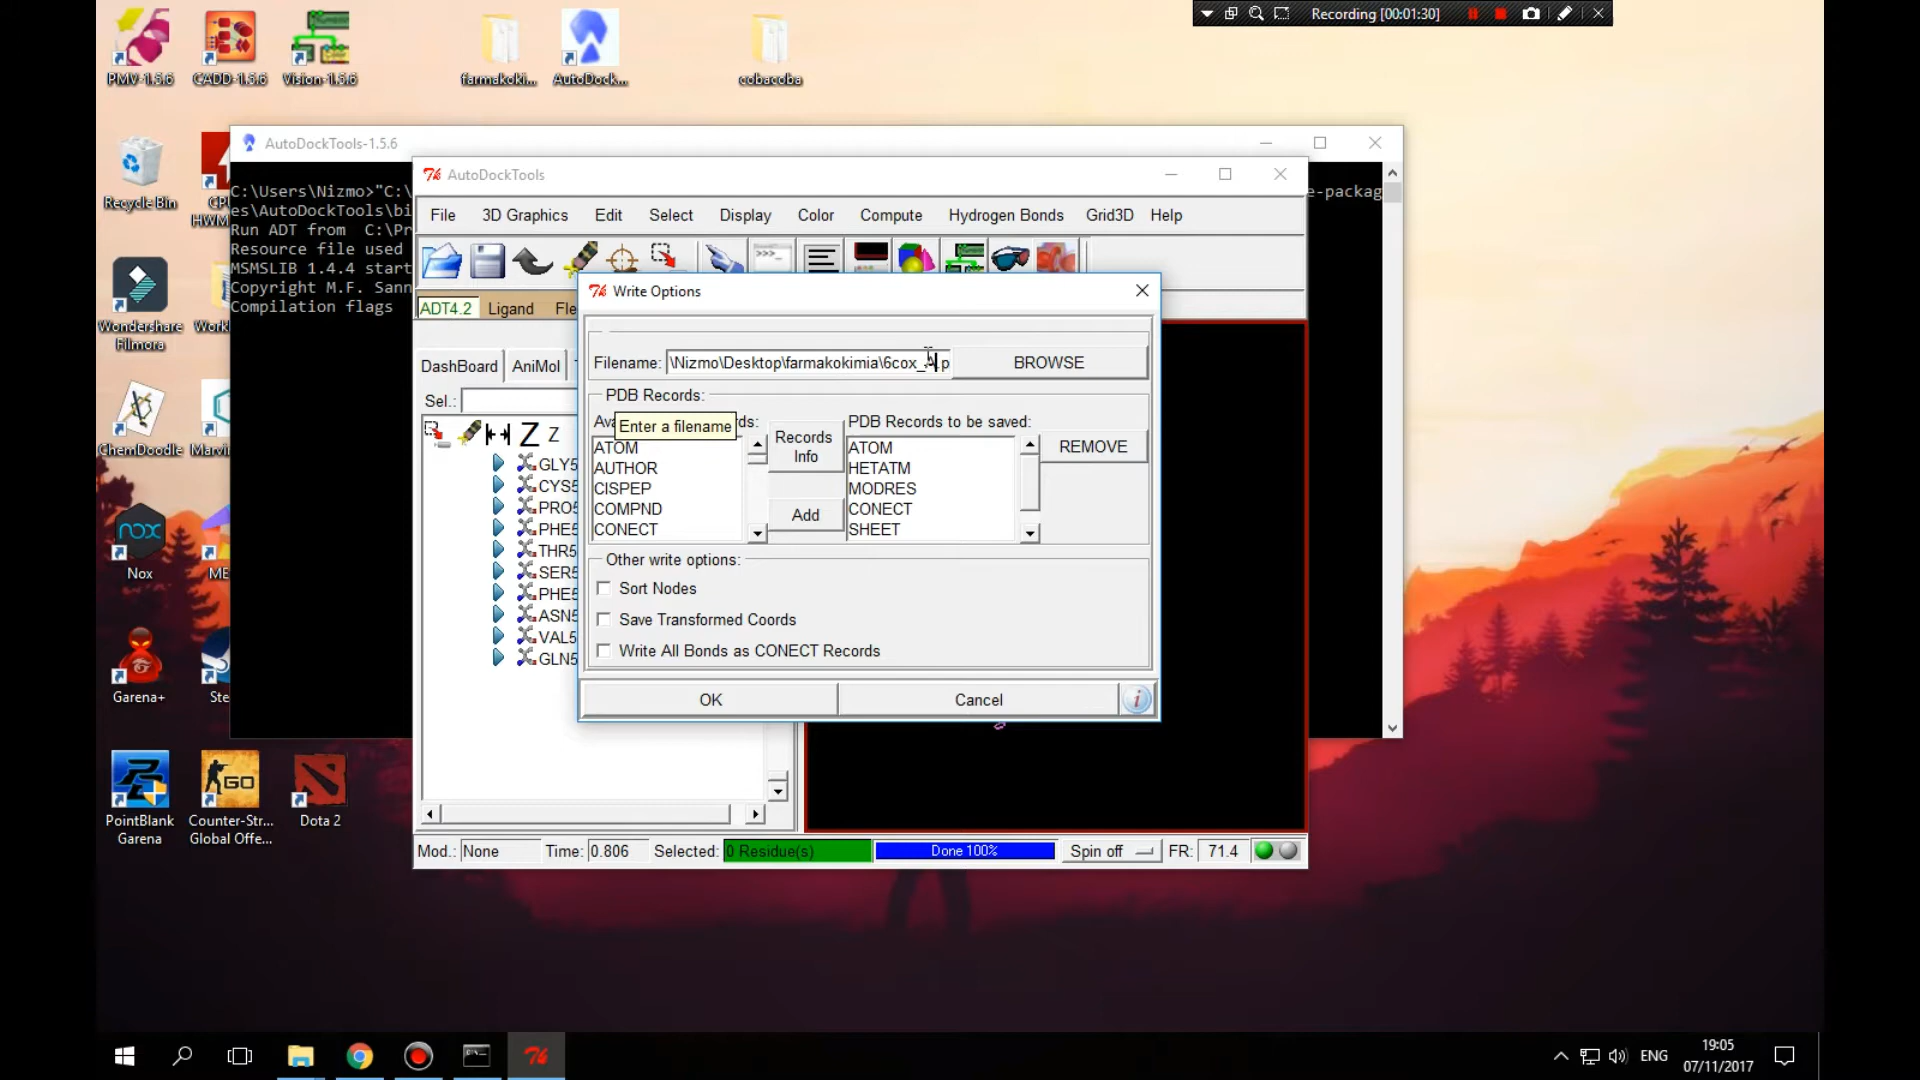 Recording [00:01:30]
PMV-1.5.6
CADD-1.5.6
Vision-1.5.6
farmakoki...
AutoDock...
cobacoba
AutoDockTools-1.5.6
C:\Users\Nizmo>"C:\
e-packag
es\AutoDockTools\bi
Run ADT from C:\Pr
Resource file used
MSMSLIB 1.4.4 start
Copyright M.F. Sann
Compilation flags
AutoDockTools
File 3D Graphics Edit Select Display Color Compute Hydrogen Bonds Grid3D Help
ADT4.2 Ligand Fle
DashBoard AniMol
Sel.:
Z Z
GLY5
CYS5
PRO5
PHE5
THR5
SER5
PHE5
ASN5
VAL5
GLN5
Write Options
Filename: \Nizmo\Desktop\farmakokimia\6cox_A.p BROWSE
PDB Records:
Enter a filename
PDB Records to be saved:
ATOM
AUTHOR
CISPEP
COMPND
CONECT
Records
Info
Add
ATOM
HETATM
MODRES
CONECT
SHEET
REMOVE
Other write options:
Sort Nodes
Save Transformed Coords
Write All Bonds as CONECT Records
OK Cancel
Mod.: None Time: 0.806 Selected: 0 Residue(s) Done 100% Spin off FR: 71.4
Recycle Bin
CPU
HWM
Wondershare
Filmora
Work
ChemDoodle
Marvi
Nox
ME
Garena+
Ste
PointBlank
Garena
Counter-Str...
Global Offe...
Dota 2
ENG
19:05
07/11/2017